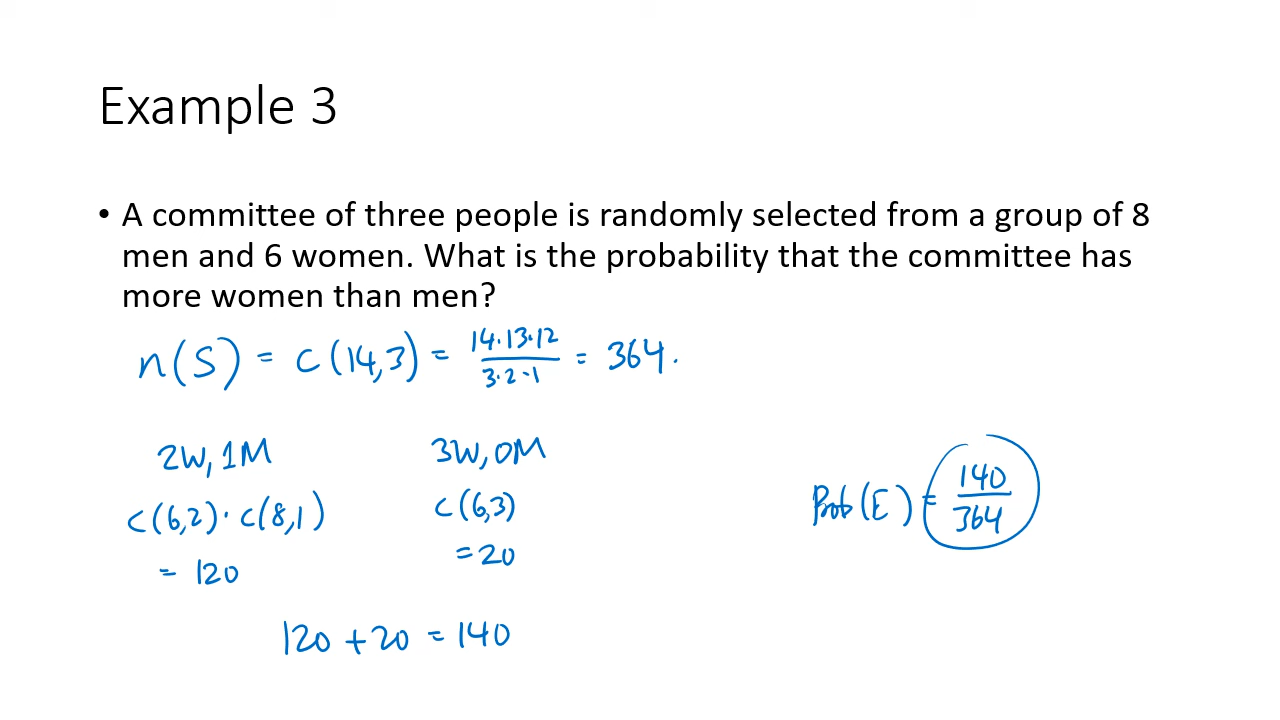 Example 3
• A committee of three people is randomly selected from a group of 8
men and 6 women. What is the probability that the committee has
more women than men?
n(S) = C(14,3) = 14·13·12 / 3·2·1 = 364.
2W, 1M
C(6,2) · C(8,1)
= 120
3W, 0M
C(6,3)
= 20
120 + 20 = 140
Prob(E) = 140/364